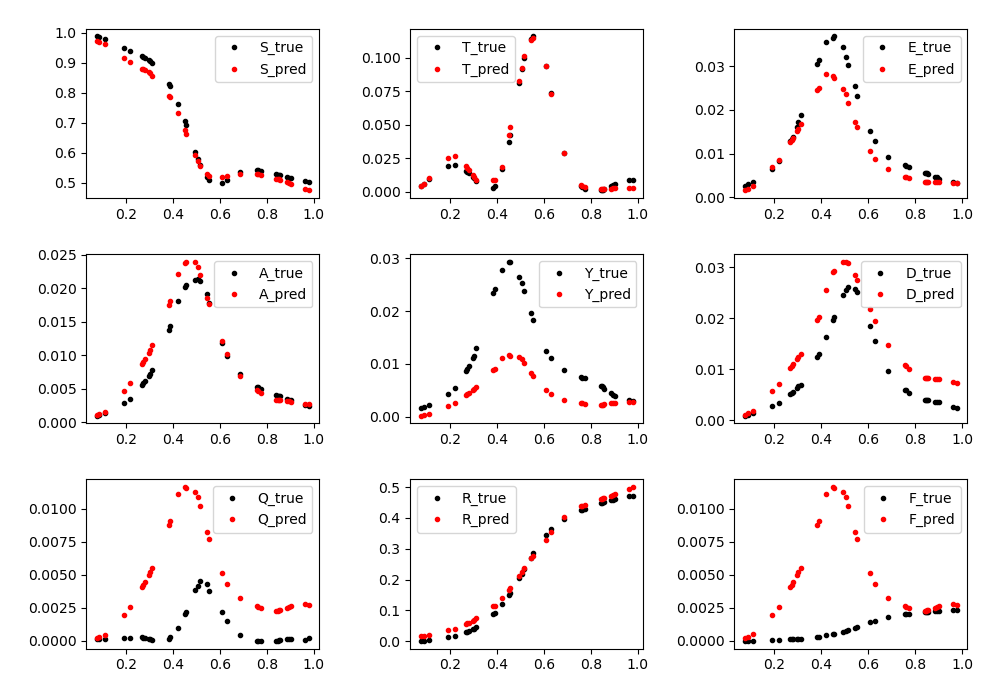 1.0
0.9
0.8
0.7
0.6
0.5
0.2 0.4 0.6 0.8 1.0
S_true
S_pred
0.100
0.075
0.050
0.025
0.000
0.2 0.4 0.6 0.8 1.0
T_true
T_pred
0.03
0.02
0.01
0.00
0.2 0.4 0.6 0.8 1.0
E_true
E_pred
0.025
0.020
0.015
0.010
0.005
0.000
0.2 0.4 0.6 0.8 1.0
A_true
A_pred
0.03
0.02
0.01
0.00
0.2 0.4 0.6 0.8 1.0
Y_true
Y_pred
0.03
0.02
0.01
0.00
0.2 0.4 0.6 0.8 1.0
D_true
D_pred
0.0100
0.0075
0.0050
0.0025
0.0000
0.2 0.4 0.6 0.8 1.0
Q_true
Q_pred
0.5
0.4
0.3
0.2
0.1
0.0
0.2 0.4 0.6 0.8 1.0
R_true
R_pred
0.0100
0.0075
0.0050
0.0025
0.0000
0.2 0.4 0.6 0.8 1.0
F_true
F_pred